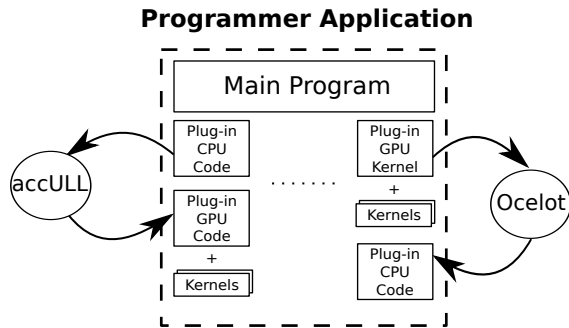 Programmer Application
Main Program
Plug-in
CPU
Code
accULL
Plug-in
GPU
Code
+
Kernels
.......
Plug-in
GPU
Kernel
+
Kernels
Ocelot
Plug-in
CPU
Code